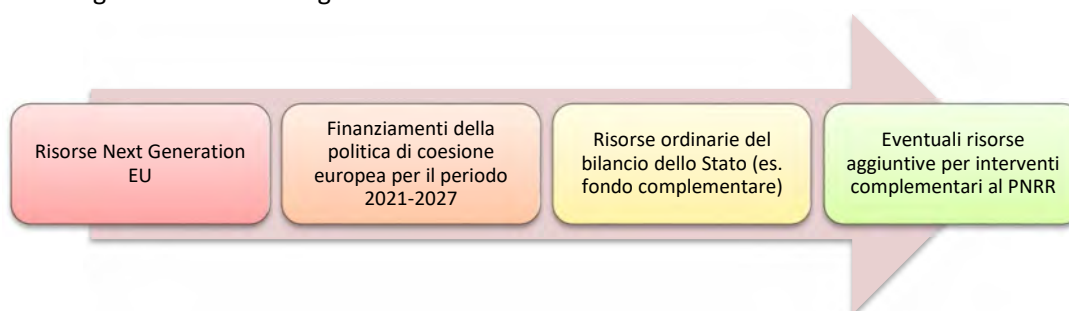 Risorse Next Generation
EU
Finanziamenti della
politica di coesione
europea per il periodo
2021-2027
Risorse ordinarie del
bilancio dello Stato (es.
fondo complementare)
Eventuali risorse
aggiuntive per interventi
complementari al PNRR